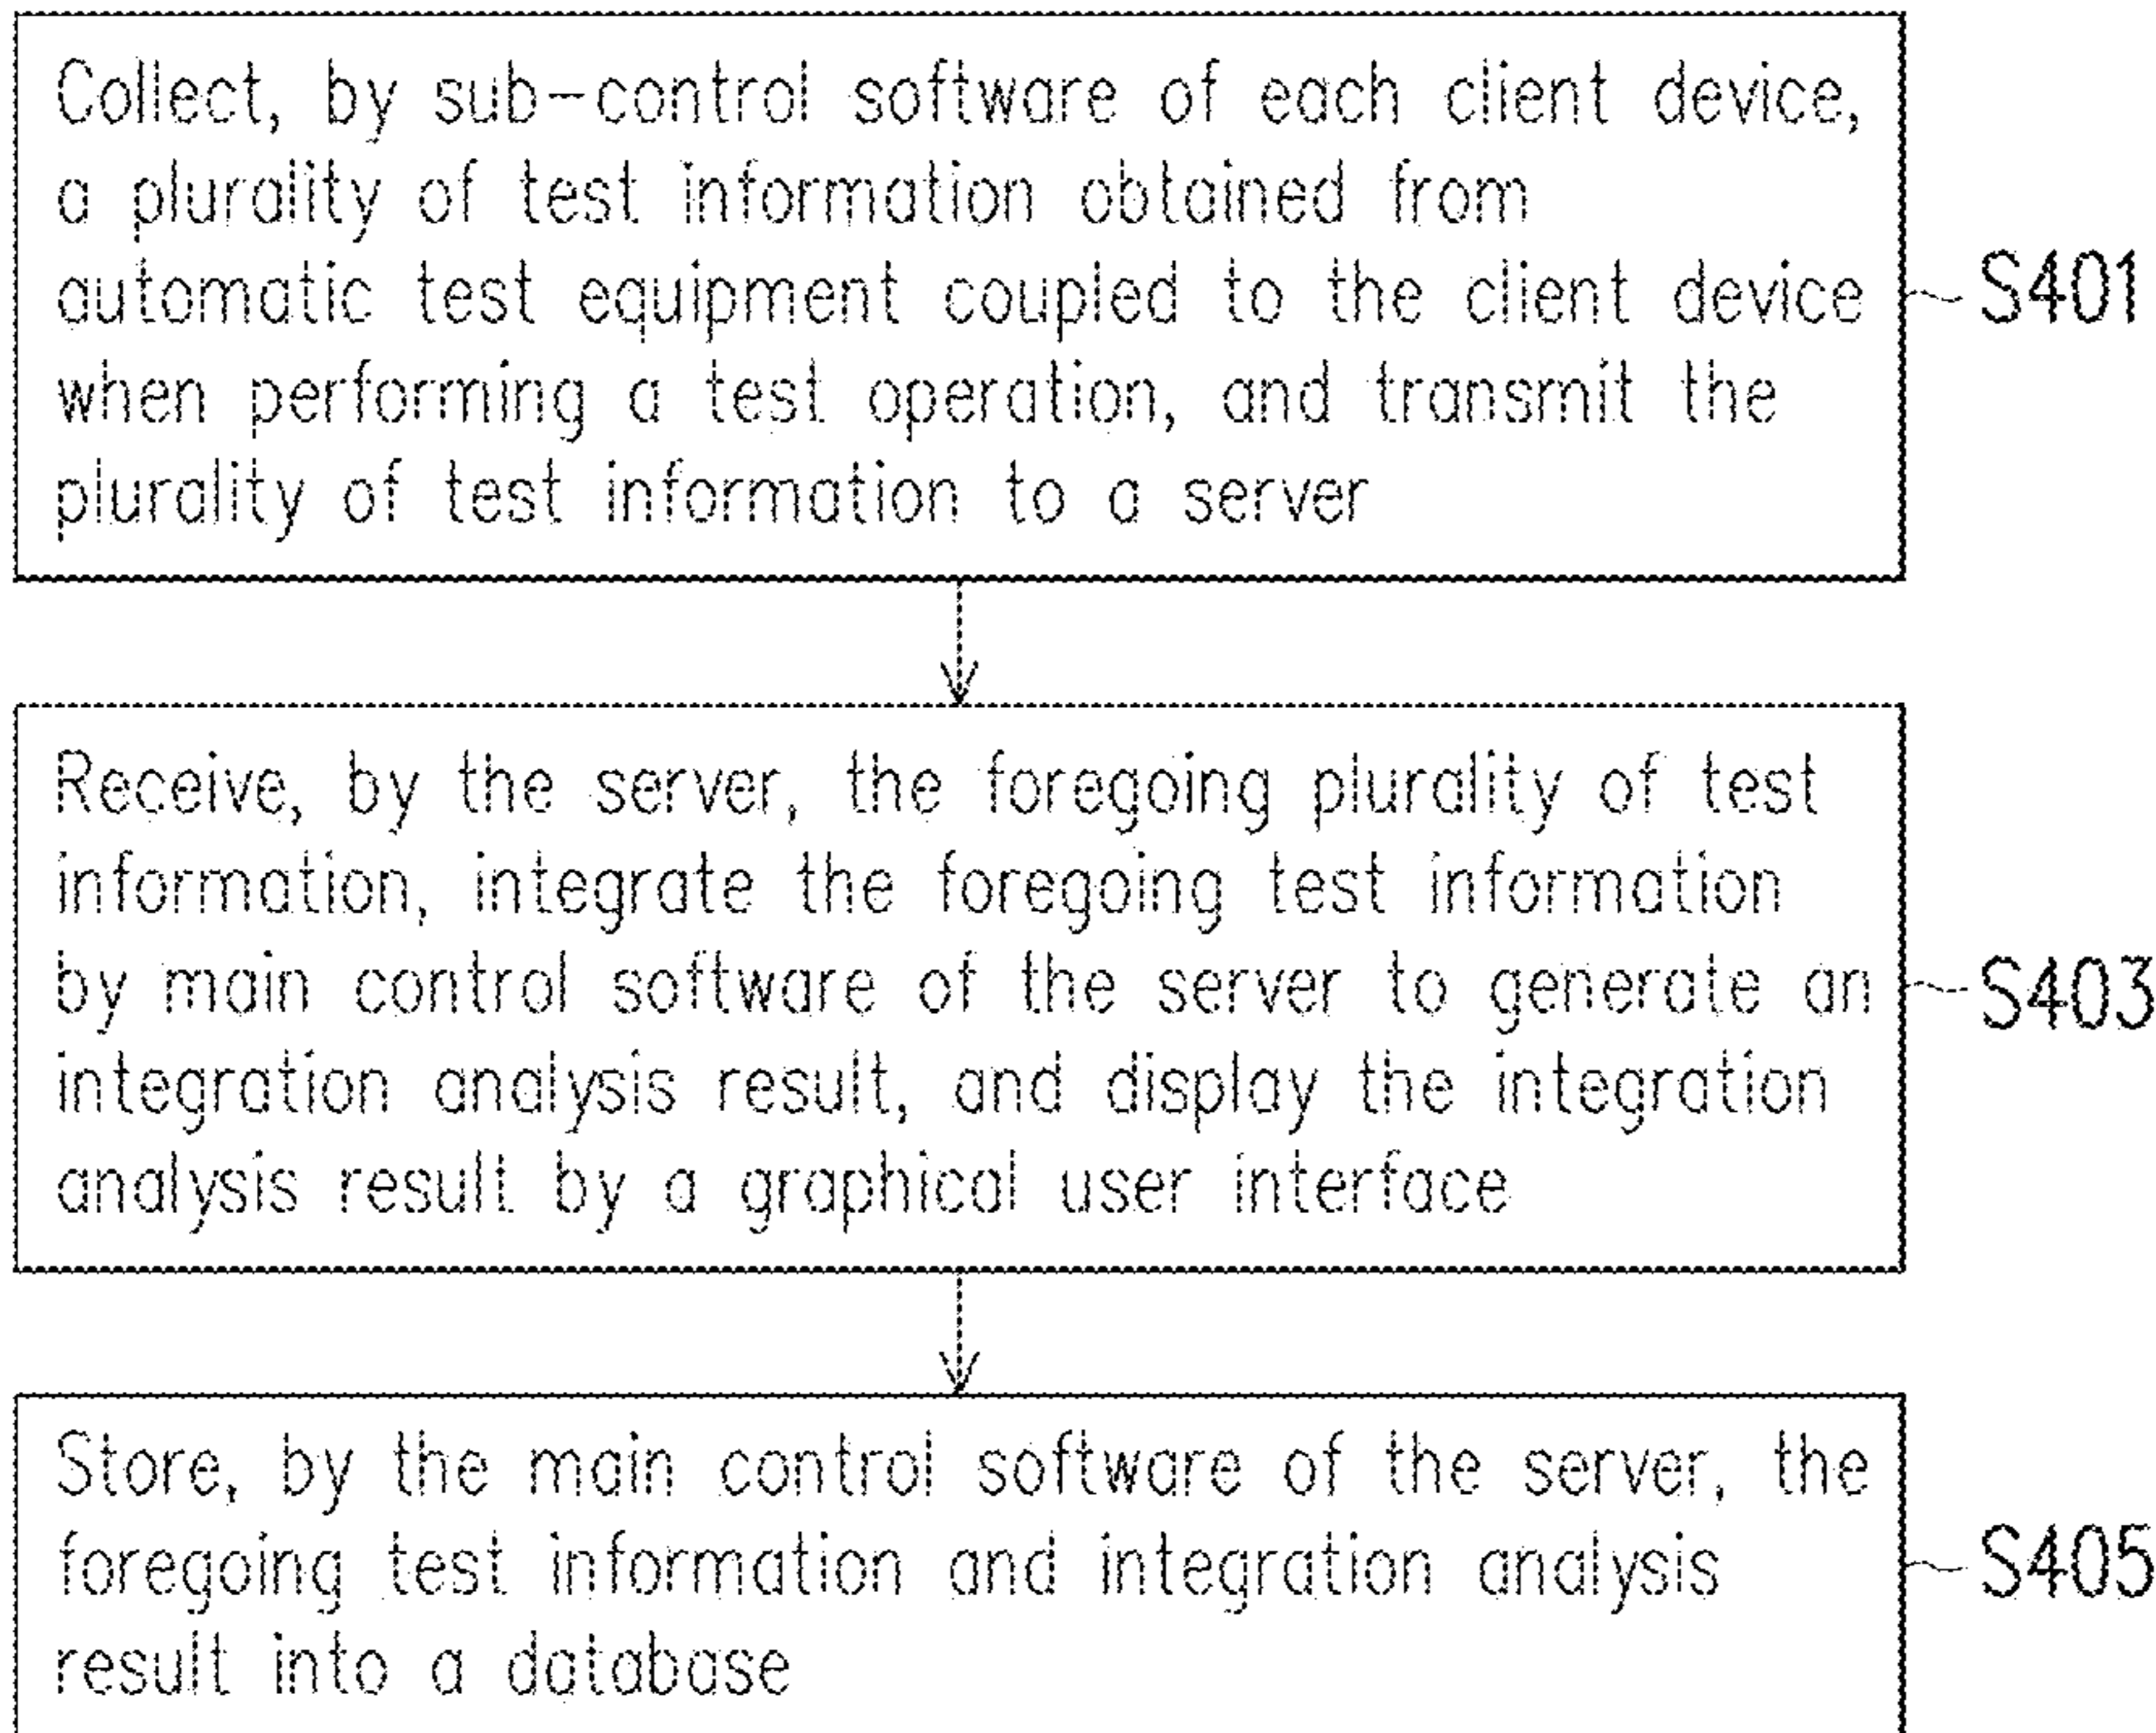 Collect, by sub-control software of each client device,
a plurality of test information obtained from
automatic test equipment coupled to the client device
when performing a test operation, and transmit the
plurality of test information to a server
S401
Receive, by the server, the foregoing plurality of test
information, integrate the foregoing test information
by main control software of the server to generate an
integration analysis result, and display the integration
analysis result by a graphical user interface
S403
Store, by the main control software of the server, the
foregoing test information and integration analysis
result into a database
S405